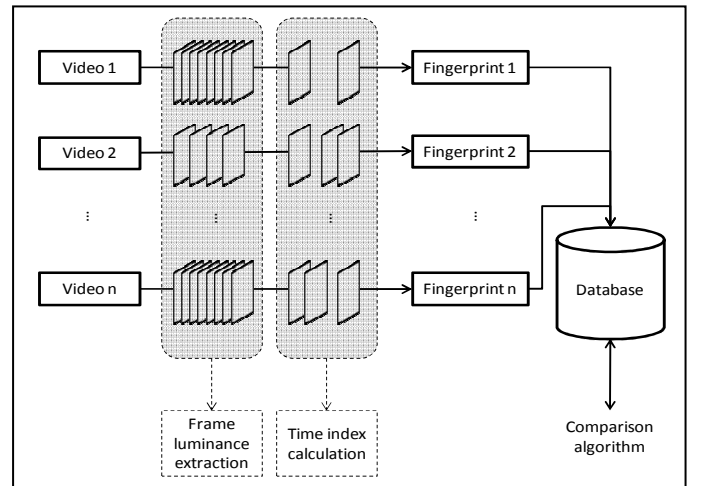 Video 1
Fingerprint 1
Video 2
Fingerprint 2
...
...
...
...
Video n
Fingerprint n
Database
Frame
luminance
extraction
Time index
calculation
Comparison
algorithm